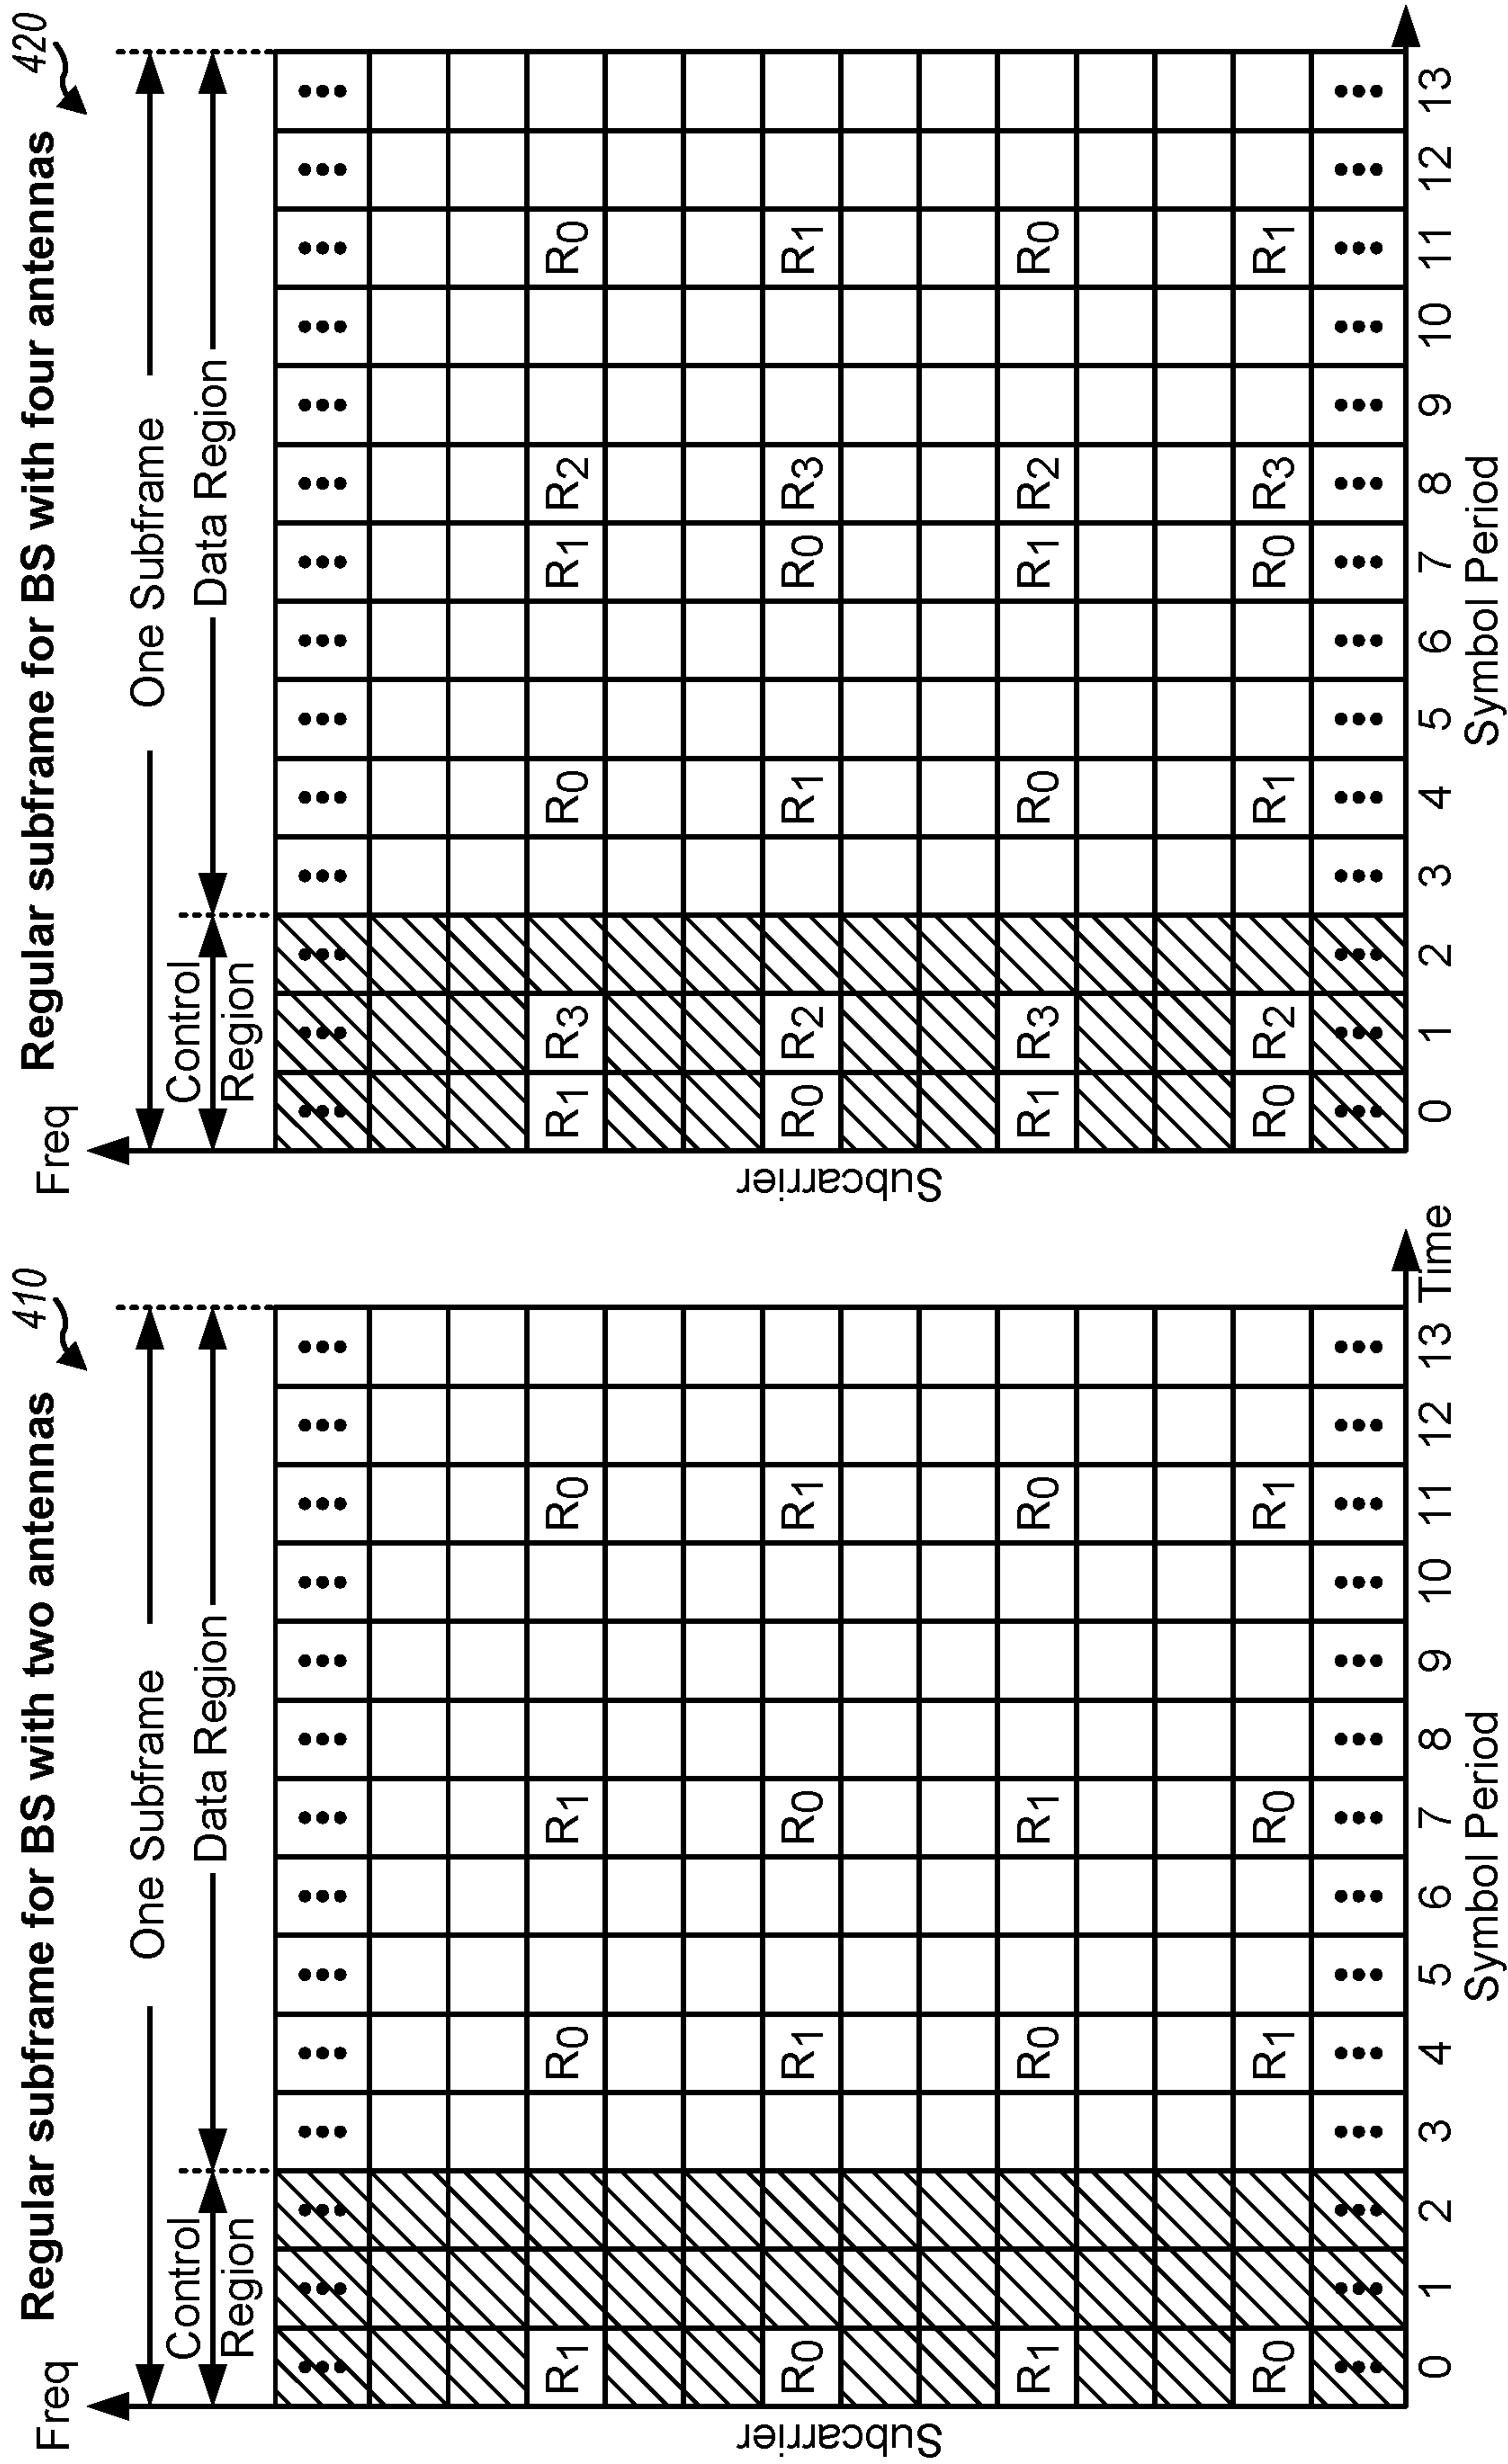 Regular subframe for BS with two antennas
410
Freq
One Subframe
Control
Region
Data Region
Subcarrier
... ... ... ... ... ... ... ... ... ... ... ... ... ...
R1 R0 R1 R0
R0 R1 R0 R1
R1 R0 R1 R0
R0 R1 R0 R1
... ... ... ... ... ... ... ... ... ... ... ... ... ...
0 1 2 3 4 5 6 7 8 9 10 11 12 13
Time
Symbol Period
Regular subframe for BS with four antennas
420
Freq
One Subframe
Control
Region
Data Region
Subcarrier
... ... ... ... ... ... ... ... ... ... ... ... ... ...
R1 R3 R0 R1 R2 R0
R0 R2 R1 R0 R3 R1
R1 R3 R0 R1 R2 R0
R0 R2 R1 R0 R3 R1
... ... ... ... ... ... ... ... ... ... ... ... ... ...
0 1 2 3 4 5 6 7 8 9 10 11 12 13
Symbol Period